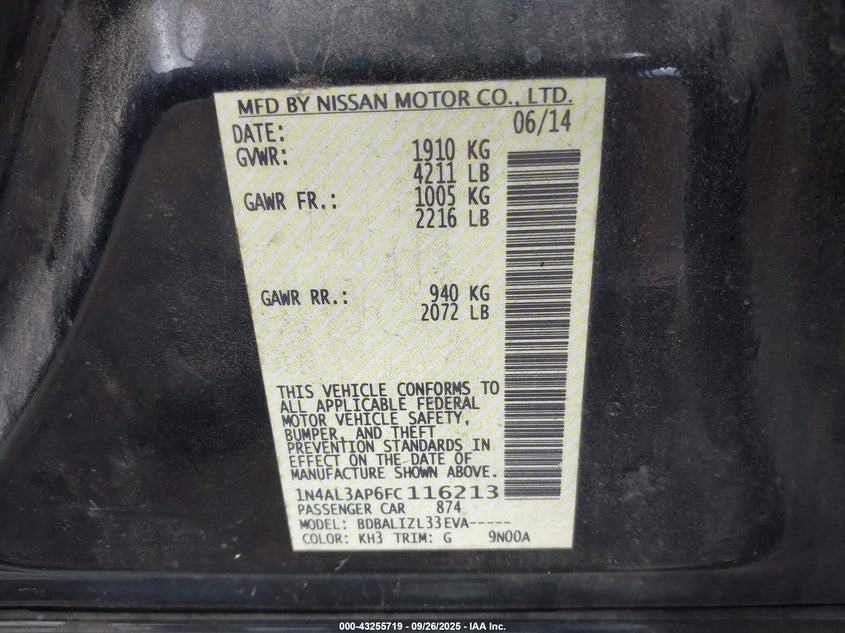 MFD BY NISSAN MOTOR CO., LTD.
DATE: 06/14
GVWR: 1910 KG
4211 LB
GAWR FR.: 1005 KG
2216 LB
GAWR RR.: 940 KG
2072 LB
THIS VEHICLE CONFORMS TO
ALL APPLICABLE FEDERAL
MOTOR VEHICLE SAFETY,
BUMPER, AND THEFT
PREVENTION STANDARDS IN
EFFECT ON THE DATE OF
MANUFACTURE SHOWN ABOVE.
1N4AL3AP6FC116213
PASSENGER CAR 874
MODEL: BDBALIZL33EVA-----
COLOR: KH3 TRIM: G 9N00A
000-43255719 - 09/26/2025 - IAA Inc.